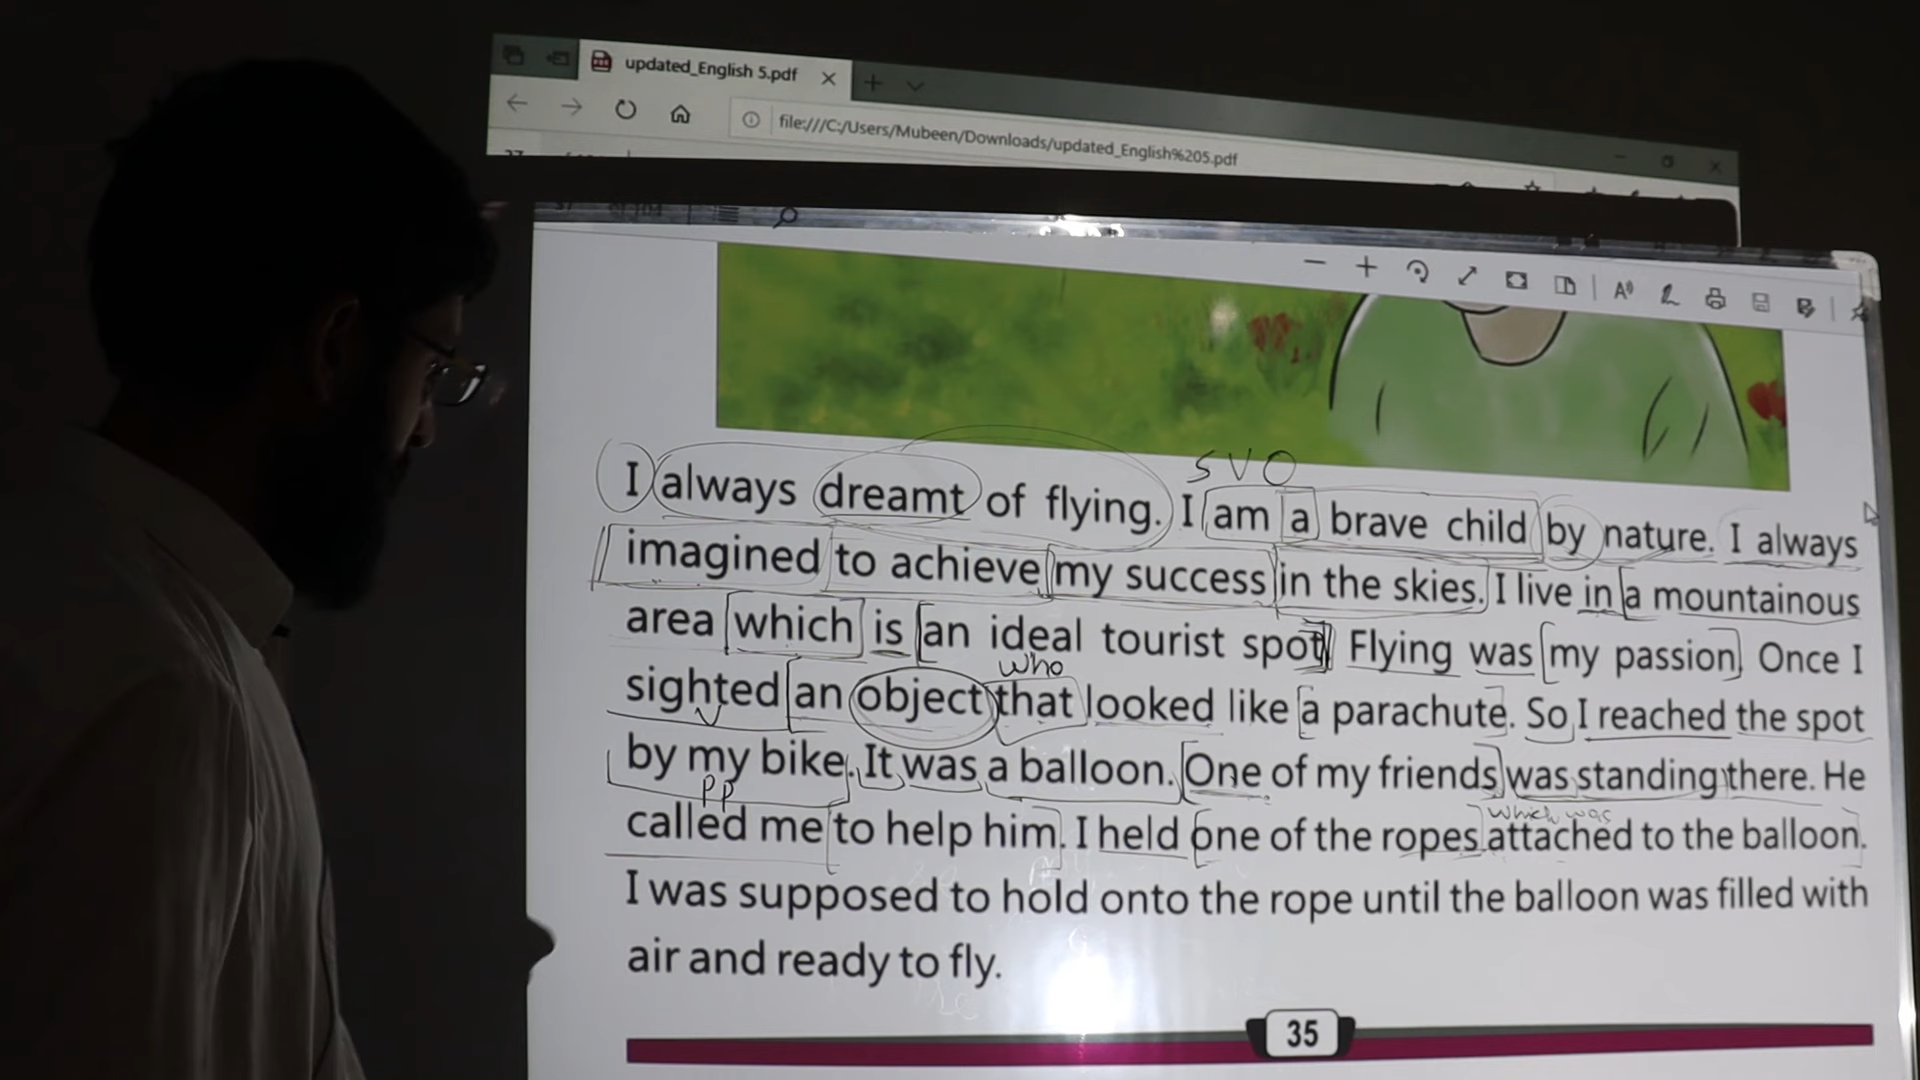 updated_English 5.pdf
file:///C:/Users/Mubeen/Downloads/updated_English%205.pdf
S V O
I always dreamt of flying. I am a brave child by nature. I always
imagined to achieve my success in the skies. I live in a mountainous
area which is an ideal tourist spot. Flying was my passion. Once I
who
sighted an object that looked like a parachute. So I reached the spot
V
by my bike. It was a balloon. One of my friends was standing there. He
PP
which was
called me to help him. I held one of the ropes attached to the balloon.
I was supposed to hold onto the rope until the balloon was filled with
air and ready to fly.
35